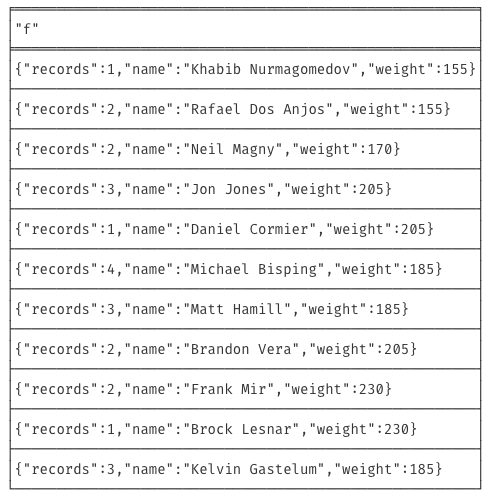 "f"
{"records":1,"name":"Khabib Nurmagomedov","weight":155}
{"records":2,"name":"Rafael Dos Anjos","weight":155}
{"records":2,"name":"Neil Magny","weight":170}
{"records":3,"name":"Jon Jones","weight":205}
{"records":1,"name":"Daniel Cormier","weight":205}
{"records":4,"name":"Michael Bisping","weight":185}
{"records":3,"name":"Matt Hamill","weight":185}
{"records":2,"name":"Brandon Vera","weight":205}
{"records":2,"name":"Frank Mir","weight":230}
{"records":1,"name":"Brock Lesnar","weight":230}
{"records":3,"name":"Kelvin Gastelum","weight":185}